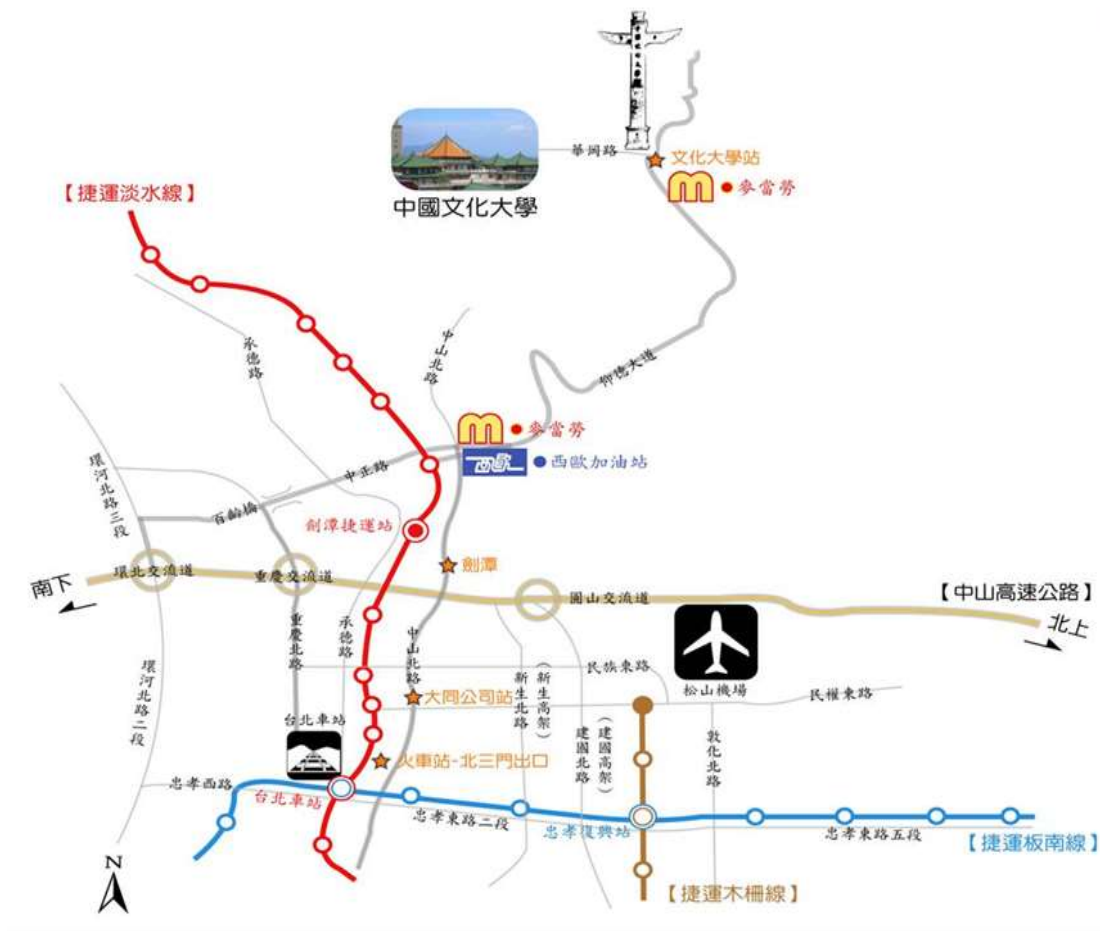 華岡路
文化大學站
麥當勞
中國文化大學
【捷運淡水線】
承德路
中山北路
仰德大道
麥當勞
西歐
西歐加油站
中正路
環河北路三段
百齡橋
劍潭捷運站
劍潭
南下
環北交流道
重慶交流道
圓山交流道
【中山高速公路】
北上
重慶北路
承德路
中山北路
民族東路
松山機場
環河北路二段
新生北路
(新生高架)
大同公司站
民權東路
台北車站
建國北路
(建國高架)
敦化北路
火車站-北三門出口
忠孝西路
台北車站
忠孝東路二段
忠孝復興站
忠孝東路五段
【捷運板南線】
N
【捷運木柵線】